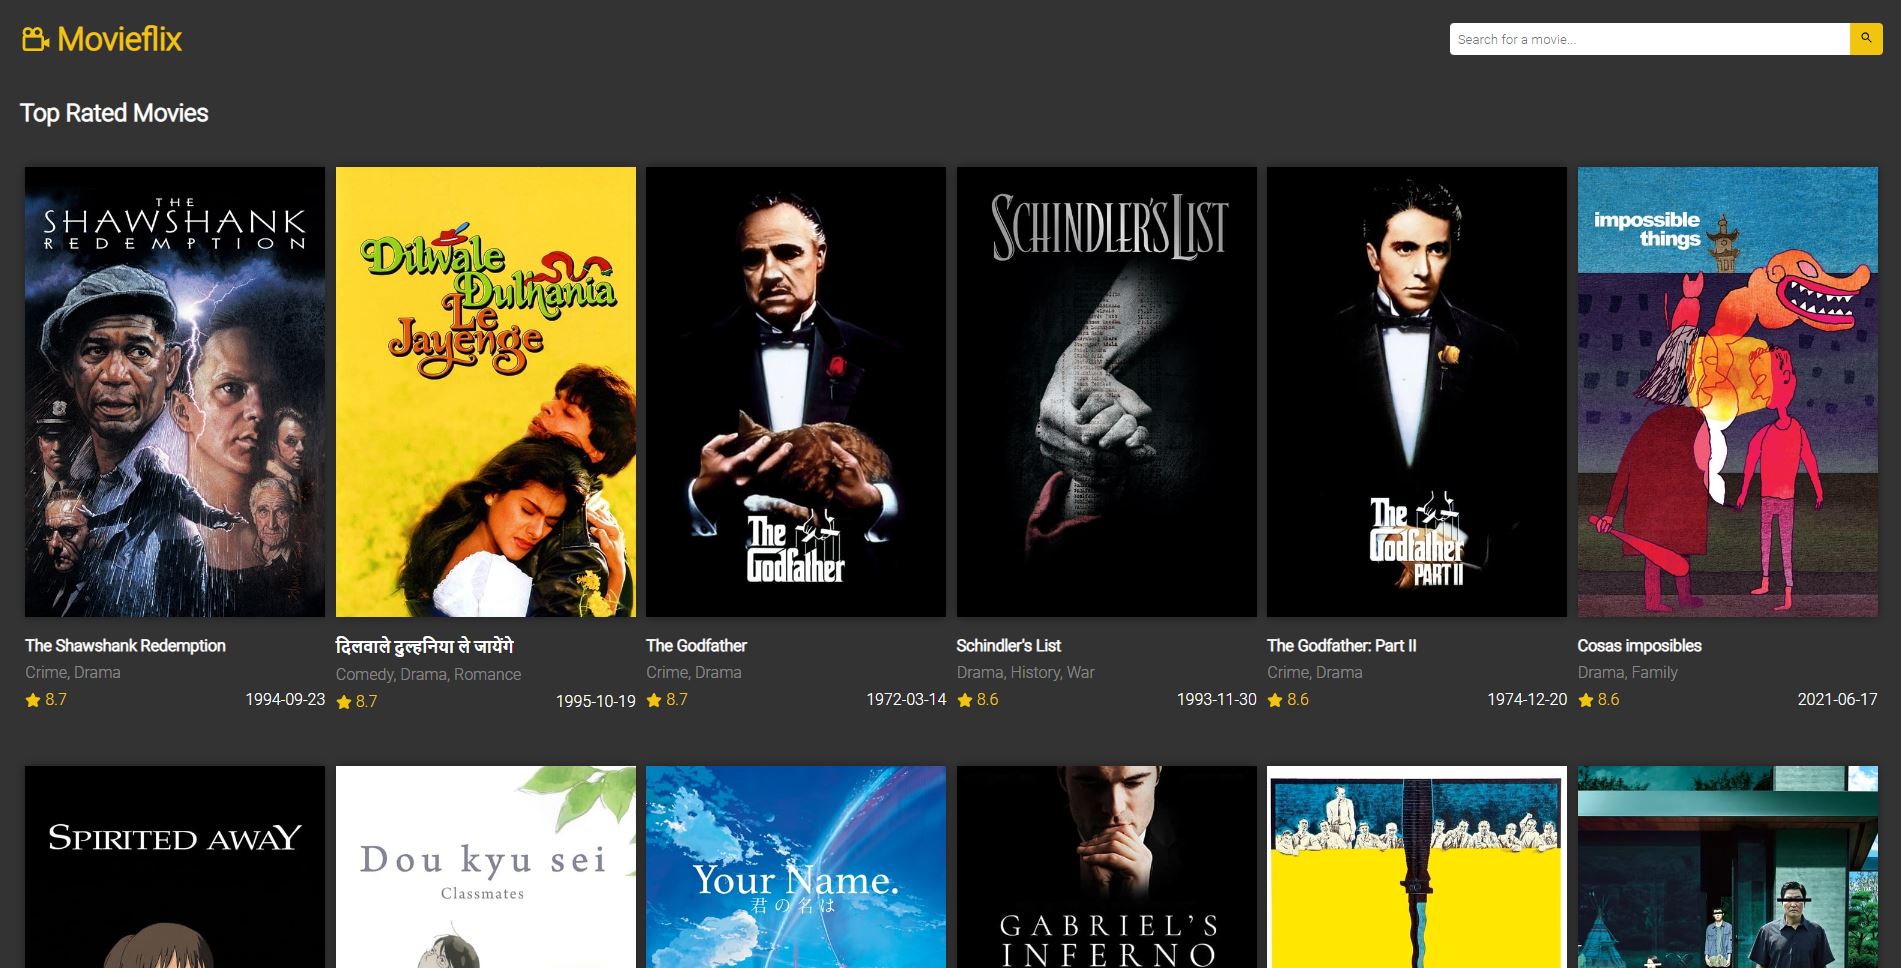 Movieflix
Search for a movie...
Top Rated Movies
THE
SHAWSHANK
REDEMPTION
Dilwale
Dulhania
Le
Jayenge
The
Godfather
SCHINDLER'S LIST
The
Godfather
PART II
impossible
things
The Shawshank Redemption
Crime, Drama
8.7
1994-09-23
दिलवाले दुल्हनिया ले जायेंगे
Comedy, Drama, Romance
8.7
1995-10-19
The Godfather
Crime, Drama
8.7
1972-03-14
Schindler's List
Drama, History, War
8.6
1993-11-30
The Godfather: Part II
Crime, Drama
8.6
1974-12-20
Cosas imposibles
Drama, Family
8.6
2021-06-17
SPIRITED AWAY
Dou kyu sei
Classmates
Your Name.
君の名は
GABRIEL'S
INFERNO